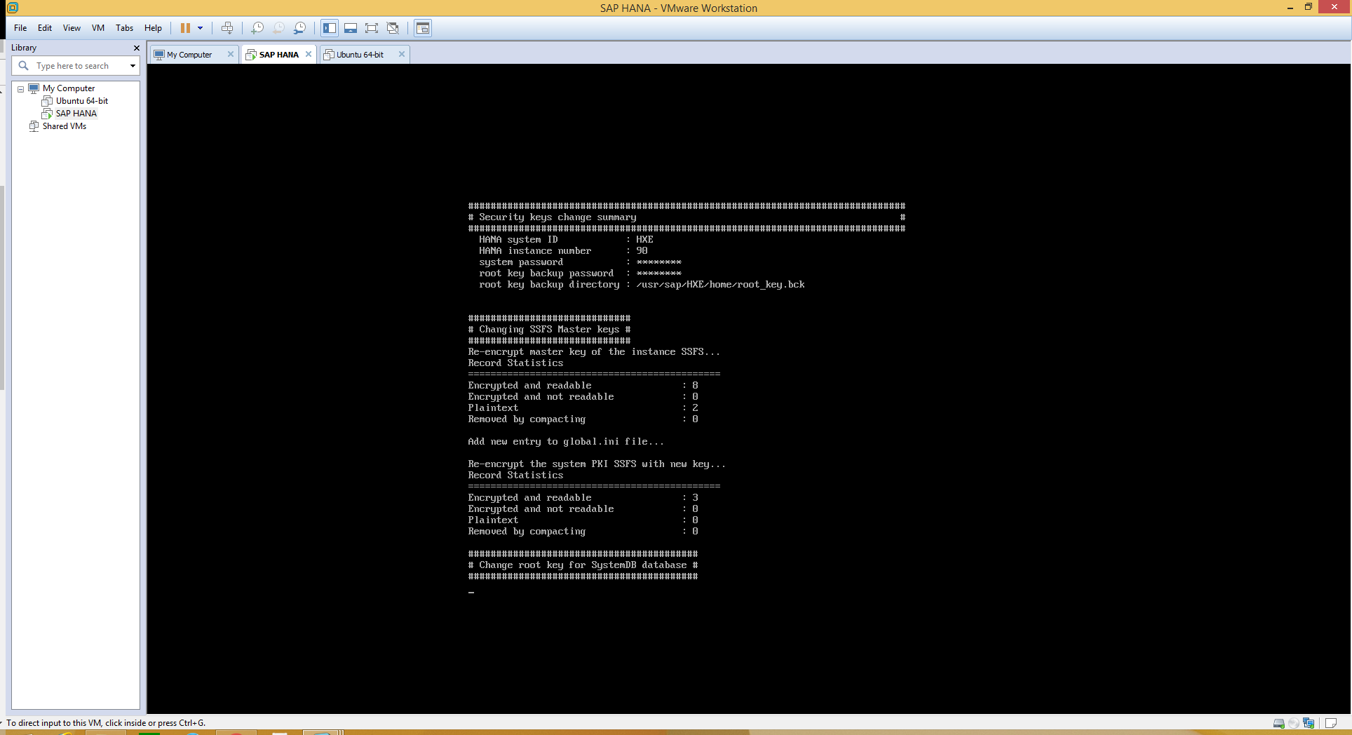 SAP HANA - VMware Workstation
File Edit View VM Tabs Help
Library
Type here to search
My Computer
Ubuntu 64-bit
SAP HANA
Shared VMs
My Computer SAP HANA Ubuntu 64-bit
##############################################################################
# Security keys change summary #
##############################################################################
HANA system ID : HXE
HANA instance number : 90
system password : ********
root key backup password : ********
root key backup directory : /usr/sap/HXE/home/root_key.bck
#############################
# Changing SSFS Master keys #
#############################
Re-encrypt master key of the instance SSFS...
Record Statistics
=============================================
Encrypted and readable : 8
Encrypted and not readable : 0
Plaintext : 2
Removed by compacting : 0
Add new entry to global.ini file...
Re-encrypt the system PKI SSFS with new key...
Record Statistics
=============================================
Encrypted and readable : 3
Encrypted and not readable : 0
Plaintext : 0
Removed by compacting : 0
#########################################
# Change root key for SystemDB database #
#########################################
_
To direct input to this VM, click inside or press Ctrl+G.